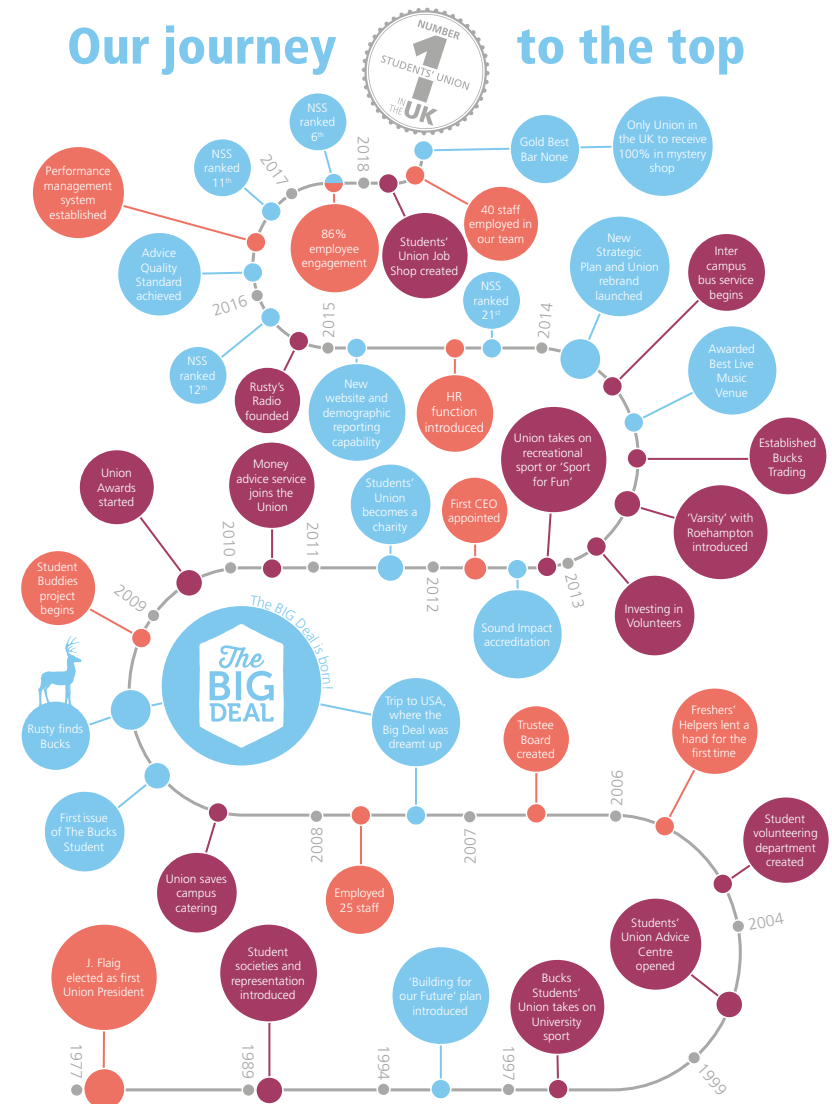 Our journey
to the top
NUMBER
1
STUDENTS' UNION
IN
THE
UK
NSS
ranked
6th
2018
Gold Best
Bar None
Only Union in
the UK to receive
100% in mystery
shop
NSS
ranked
11th
2017
Performance
management
system
established
86%
employee
engagement
Students'
Union Job
Shop created
40 staff
employed in
our team
Advice
Quality
Standard
achieved
2016
New
Strategic
Plan and Union
rebrand
launched
Inter
campus
bus service
begins
NSS
ranked
21st
2015
2014
NSS
ranked
12th
Rusty's
Radio
founded
New
website and
demographic
reporting
capability
HR
function
introduced
Awarded
Best Live
Music
Venue
Union takes on
recreational
sport or 'Sport
for Fun'
Established
Bucks
Trading
Union
Awards
started
Money
advice service
joins the
Union
Students'
Union
becomes a
charity
First CEO
appointed
'Varsity' with
Roehampton
introduced
2010
2011
2012
2013
Student
Buddies
project
begins
2009
Sound Impact
accreditation
Investing in
Volunteers
The BIG Deal is born!
The
BIG
DEAL
Rusty finds
Bucks
Trip to USA,
where the
Big Deal was
dreamt up
Trustee
Board
created
Freshers'
Helpers lent a
hand for the
first time
First issue
of The Bucks
Student
2008
2007
2006
Student
volunteering
department
created
Union saves
campus
catering
Employed
25 staff
2004
Students'
Union Advice
Centre
opened
J. Flaig
elected as first
Union President
Student
societies and
representation
introduced
'Building for
our Future' plan
introduced
Bucks
Students'
Union takes on
University
sport
1977
1989
1994
1997
1999